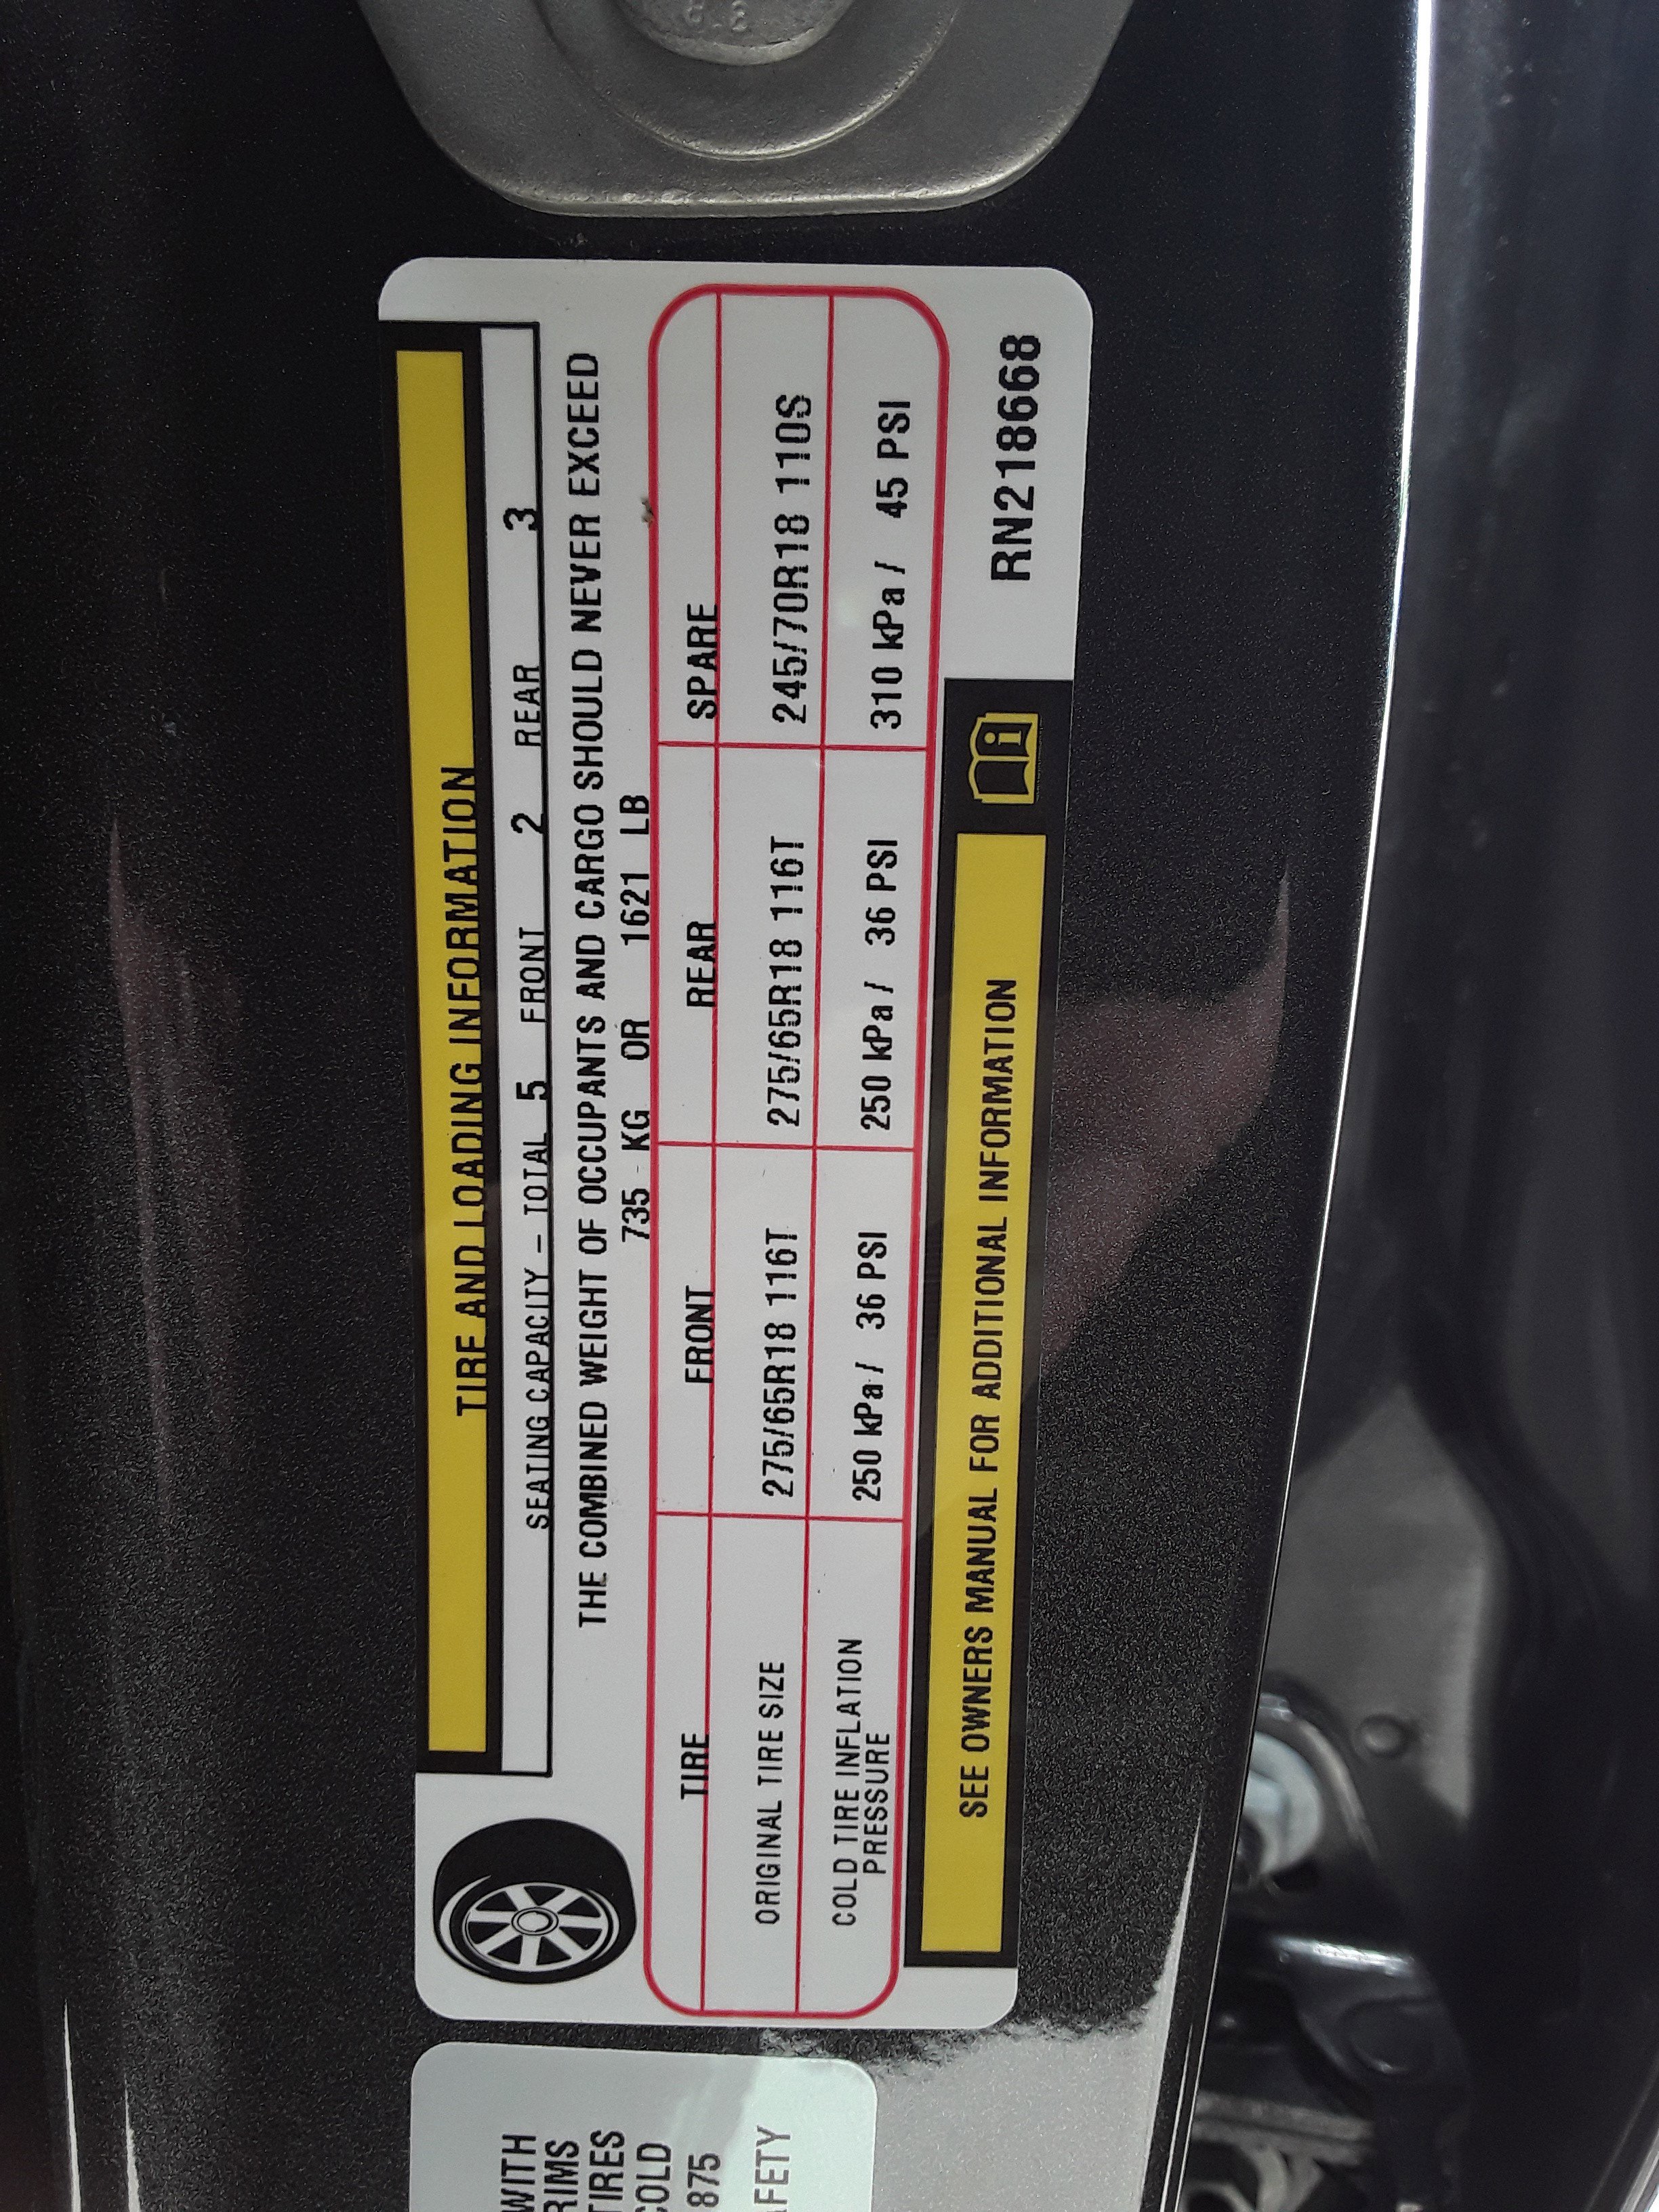 TIRE AND LOADING INFORMATION
SEATING CAPACITY – TOTAL 5 FRONT 2 REAR 3
THE COMBINED WEIGHT OF OCCUPANTS AND CARGO SHOULD NEVER EXCEED
735 KG OR 1621 LB
TIRE FRONT REAR SPARE
ORIGINAL TIRE SIZE 275/65R18 116T 275/65R18 116T 245/70R18 110S
COLD TIRE INFLATION
PRESSURE 250 kPa / 36 PSI 250 kPa / 36 PSI 310 kPa / 45 PSI
SEE OWNERS MANUAL FOR ADDITIONAL INFORMATION
RN218668
WITH
RIMS
TIRES
COLD
875